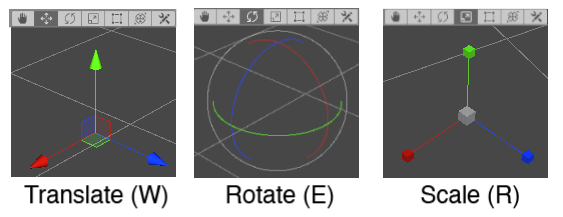 Translate (W)
Rotate (E)
Scale (R)